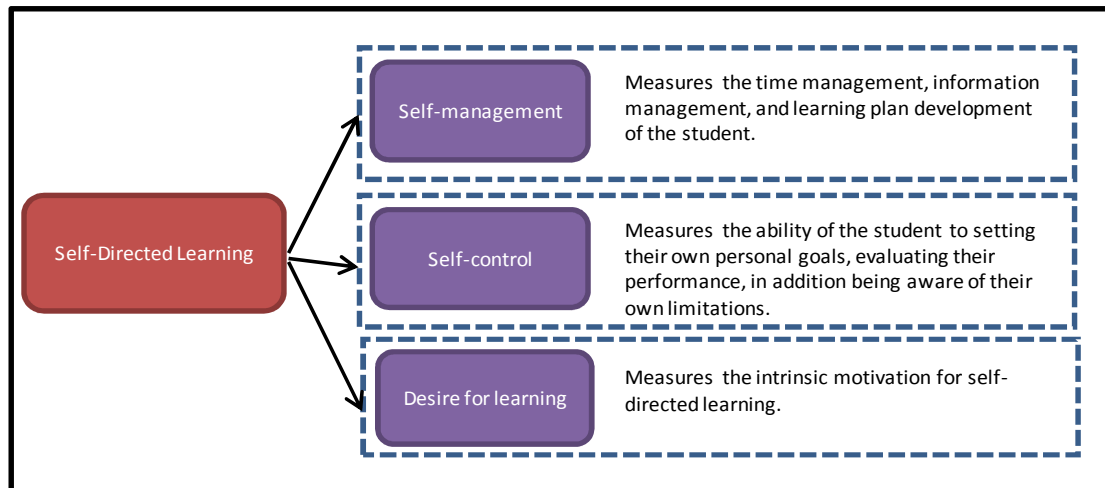 Self-Directed Learning
Self-management
Measures the time management, information
management, and learning plan development
of the student.
Self-control
Measures the ability of the student to setting
their own personal goals, evaluating their
performance, in addition being aware of their
own limitations.
Desire for learning
Measures the intrinsic motivation for self-
directed learning.